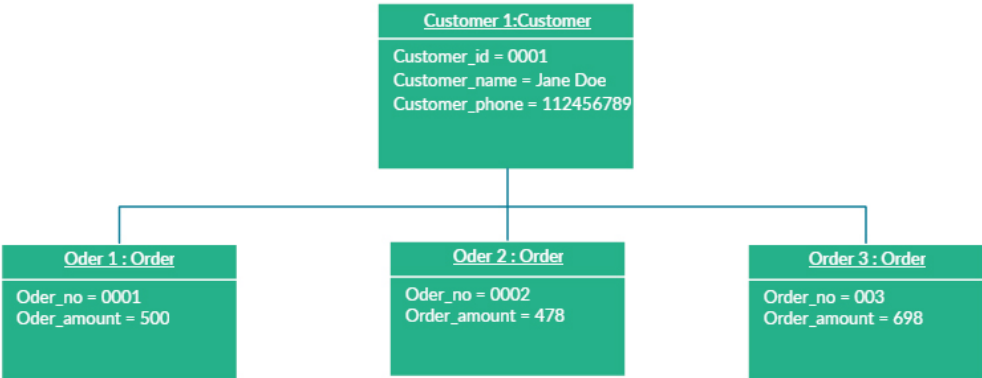 Customer 1:Customer
Customer_id = 0001
Customer_name = Jane Doe
Customer_phone = 112456789
Oder 1 : Order
Oder_no = 0001
Oder_amount = 500
Oder 2 : Order
Oder_no = 0002
Order_amount = 478
Order 3 : Order
Order_no = 003
Order_amount = 698